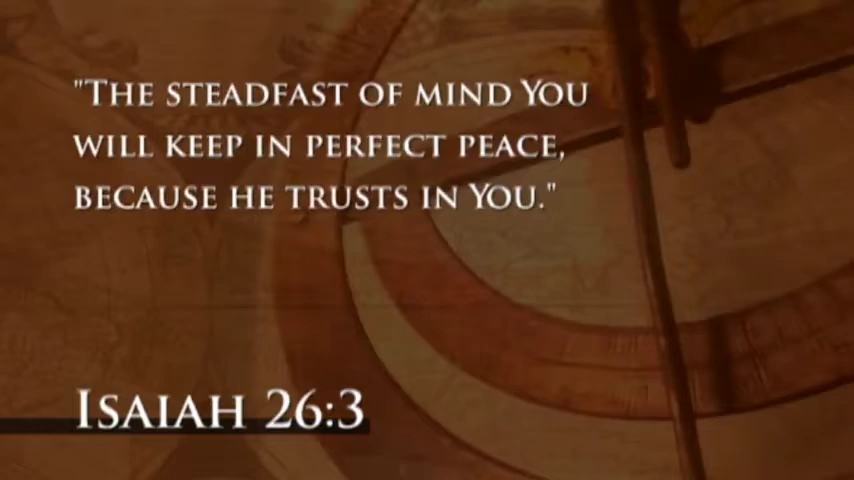 "The steadfast of mind You
will keep in perfect peace,
because he trusts in You."
Isaiah 26:3